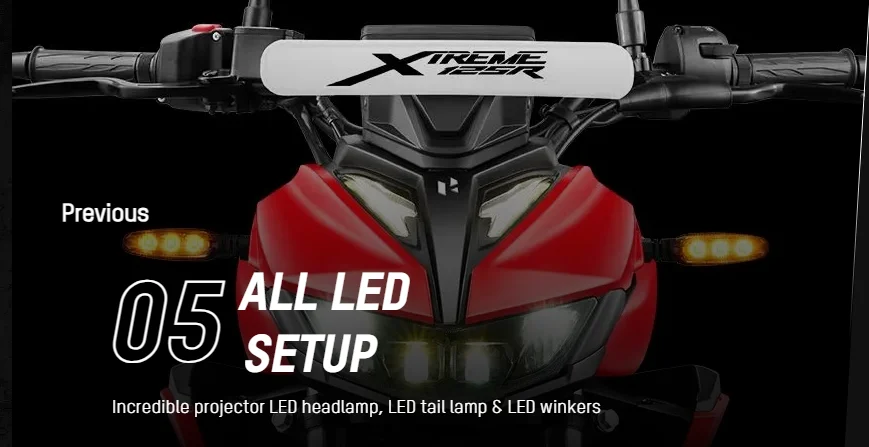 XTREME
125R
Previous
05
ALL LED
SETUP
Incredible projector LED headlamp, LED tail lamp & LED winkers